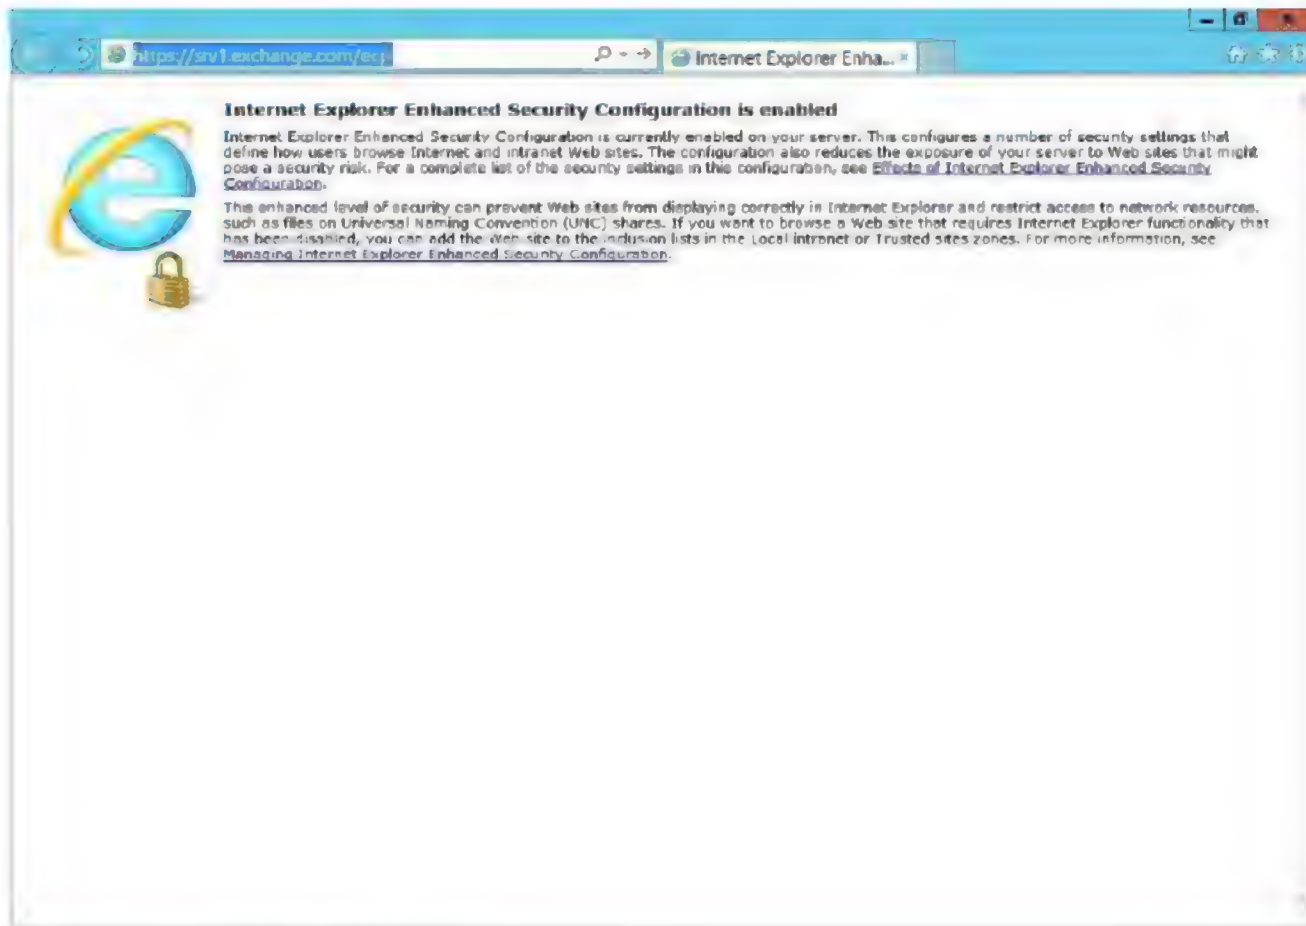 https://srv1.exchange.com/ecp
Internet Explorer Enha...
Internet Explorer Enhanced Security Configuration is enabled
Internet Explorer Enhanced Security Configuration is currently enabled on your server. This configures a number of security settings that
define how users browse Internet and intranet Web sites. The configuration also reduces the exposure of your server to Web sites that might
pose a security risk. For a complete list of the security settings in this configuration, see Effects of Internet Explorer Enhanced Security
Configuration.
This enhanced level of security can prevent Web sites from displaying correctly in Internet Explorer and restrict access to network resources,
such as files on Universal Naming Convention (UNC) shares. If you want to browse a Web site that requires Internet Explorer functionality that
has been disabled, you can add the Web site to the inclusion lists in the Local intranet or Trusted sites zones. For more information, see
Managing Internet Explorer Enhanced Security Configuration.